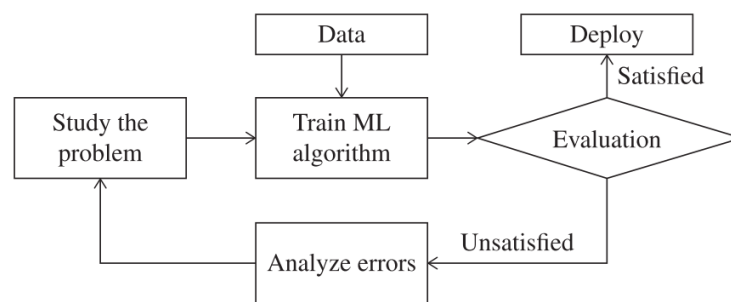 Data
Deploy
Satisfied
Study the
problem
Train ML
algorithm
Evaluation
Unsatisfied
Analyze errors